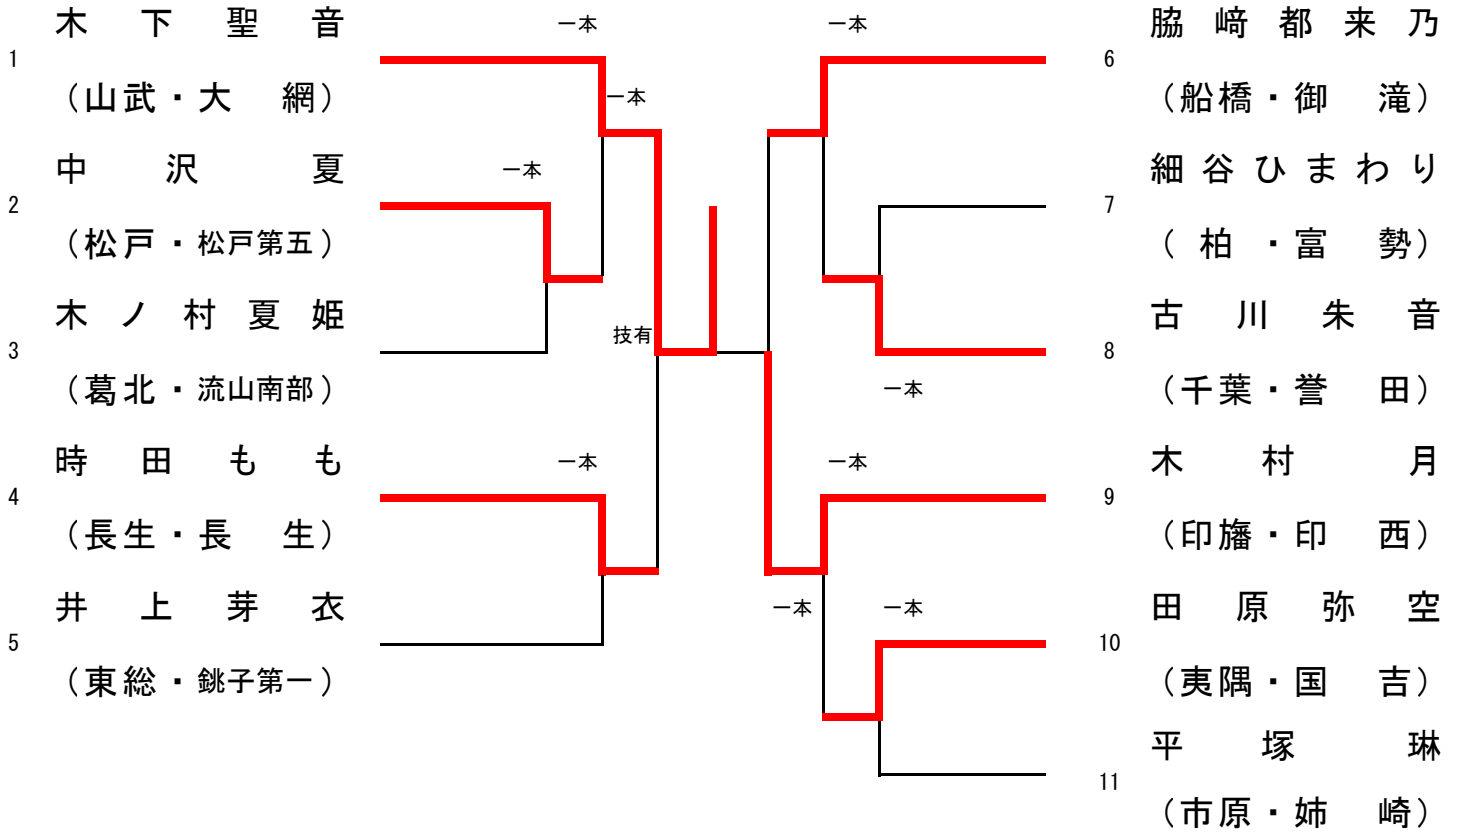 木下聖音
1
（山武・大網）
中沢夏
2
（松戸・松戸第五）
木ノ村夏姫
3
（葛北・流山南部）
時田もも
4
（長生・長生）
井上芽衣
5
（東総・銚子第一）
一本
一本
一本
技有
一本
一本
一本
一本
一本
一本
脇﨑都来乃
6
（船橋・御滝）
細谷ひまわり
7
（柏・富勢）
古川朱音
8
（千葉・誉田）
木村月
9
（印旛・印西）
田原弥空
10
（夷隅・国吉）
平塚琳
11
（市原・姉崎）